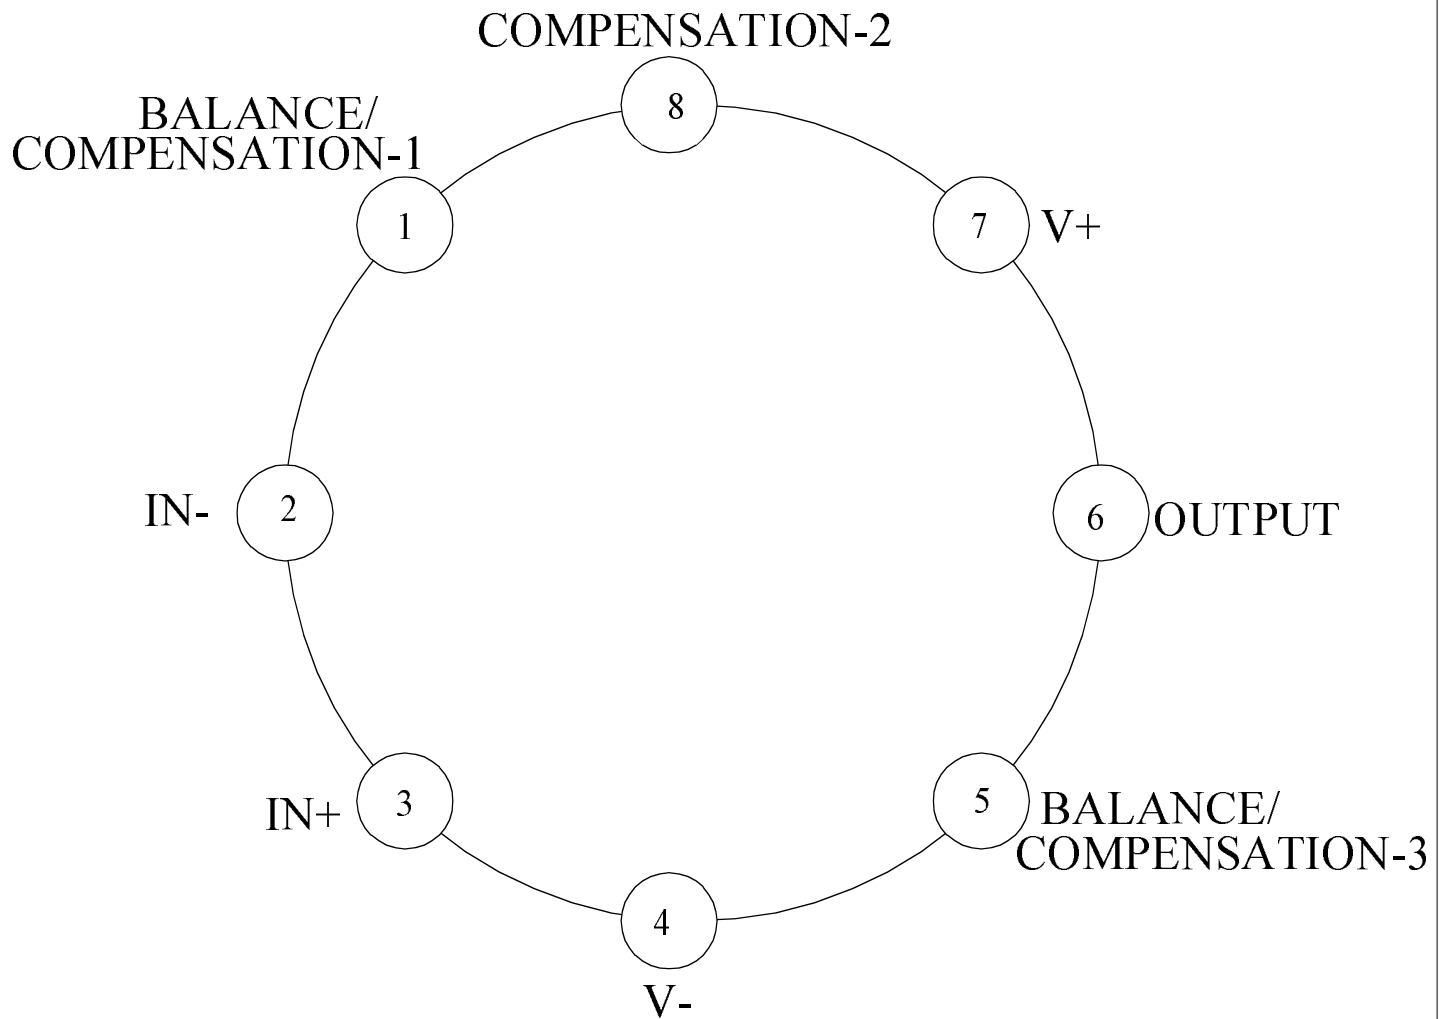 COMPENSATION-2
8
BALANCE/
COMPENSATION-1
1
7
V+
IN-
2
6
OUTPUT
IN+
3
5
BALANCE/
COMPENSATION-3
4
V-